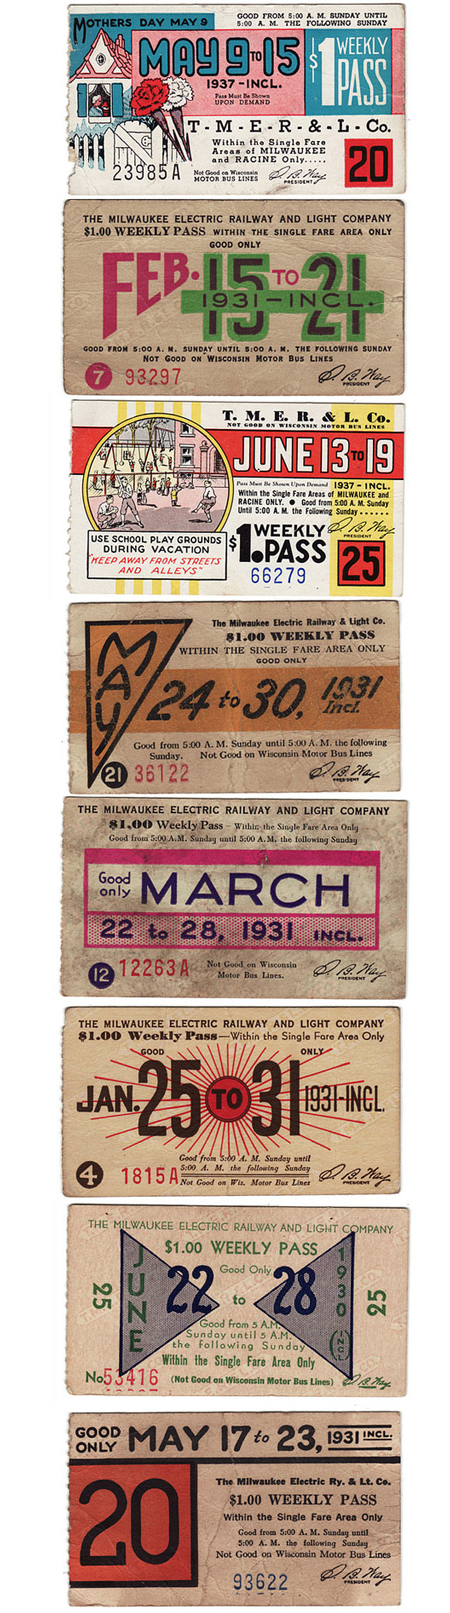 MOTHERS DAY MAY 9
GOOD FROM 5:00 A. M. SUNDAY UNTIL
5:00 A. M. THE FOLLOWING SUNDAY
MAY 9 TO 15
1937-INCL.
Pass Must Be Shown
UPON DEMAND
$1 WEEKLY
PASS
T-M-E-R-&-L-Co.
Within the Single Fare
Areas of MILWAUKEE
and RACINE Only.....
23985A
Not Good on Wisconsin
MOTOR BUS LINES
S. B. Way
PRESIDENT
20
THE MILWAUKEE ELECTRIC RAILWAY AND LIGHT COMPANY
$1.00 WEEKLY PASS WITHIN THE SINGLE FARE AREA ONLY
GOOD ONLY
FEB. 15 TO 21
1931-INCL.
GOOD FROM 5:00 A. M. SUNDAY UNTIL 5:00 A. M. THE FOLLOWING SUNDAY
NOT GOOD ON WISCONSIN MOTOR BUS LINES
7 93297
S. B. Way
PRESIDENT
T. M. E. R. & L. Co.
NOT GOOD ON WISCONSIN MOTOR BUS LINES
JUNE 13 TO 19
Pass Must Be Shown Upon Demand 1937-INCL.
Within the Single Fare Areas of MILWAUKEE and
RACINE ONLY. ● Good from 5:00 A.M. Sunday
Until 5:00 A. M. the Following Sunday......
USE SCHOOL PLAY GROUNDS
DURING VACATION
"KEEP AWAY FROM STREETS
AND ALLEYS"
$1. WEEKLY
PASS
66279
S. B. Way
PRESIDENT
25
The Milwaukee Electric Railway & Light Co.
$1.00 WEEKLY PASS
WITHIN THE SINGLE FARE AREA ONLY
GOOD ONLY
MAY
24 to 30, 1931
Incl.
Good from 5:00 A. M. Sunday until 5:00 A. M. the following
Sunday. Not Good on Wisconsin Motor Bus Lines
21 36122
S. B. Way
PRESIDENT
THE MILWAUKEE ELECTRIC RAILWAY AND LIGHT COMPANY
$1.00 Weekly Pass - Within the Single Fare Area Only
Good from 5:00 A.M. Sunday until 5:00 A.M. the following Sunday
Good
only
MARCH
22 to 28, 1931 INCL.
12 12263A
Not Good on Wisconsin
Motor Bus Lines.
S. B. Way
PRESIDENT
THE MILWAUKEE ELECTRIC RAILWAY AND LIGHT COMPANY
$1.00 Weekly Pass—Within the Single Fare Area Only
GOOD ONLY
JAN. 25 TO 31 1931-INCL.
Good from 5:00 A. M. Sunday until
5:00 A. M. the following Sunday
Not Good on Wis. Motor Bus Lines
4 1815A
S. B. Way
PRESIDENT
THE MILWAUKEE ELECTRIC RAILWAY AND LIGHT COMPANY
$1.00 WEEKLY PASS
Good Only
JUNE
22 to 28
1930
(INCL)
25
25
Good from 5 A.M.
Sunday until 5 A.M.
the Following Sunday
Within the Single Fare Area Only
No 53416
(Not Good on Wisconsin Motor Bus Lines)
S. B. Way
GOOD
ONLY
MAY 17 to 23, 1931 INCL.
20
The Milwaukee Electric Ry. & Lt. Co.
$1.00 WEEKLY PASS
Within the Single Fare Area Only
Good from 5:00 A. M. Sunday until
5:00 A. M. the following Sunday
Not Good on Wisconsin Motor Bus Lines
93622
S. B. Way
PRESIDENT